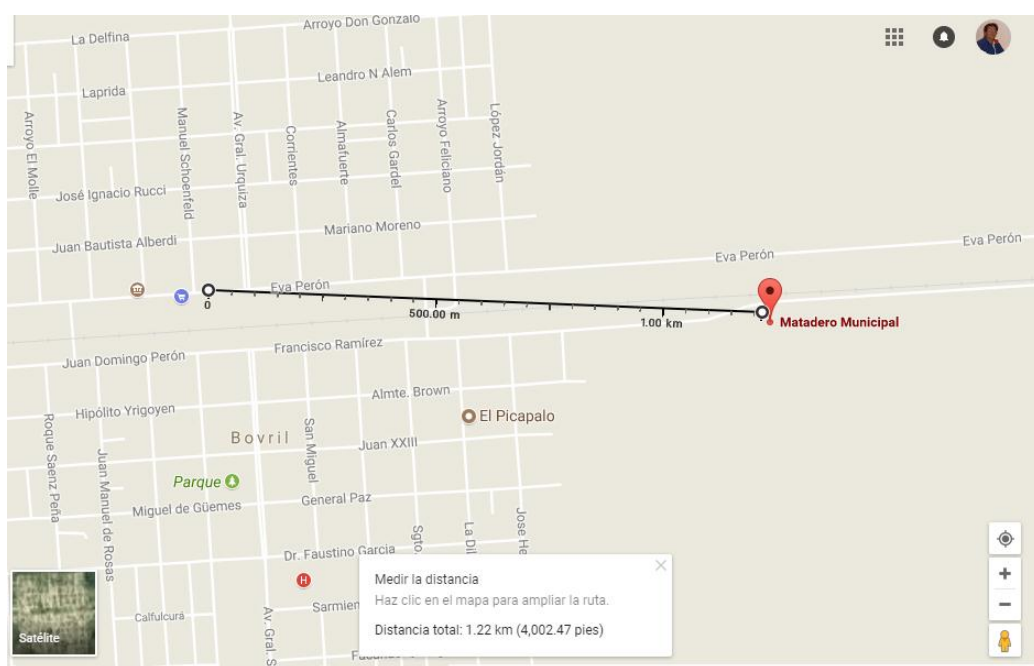 Arroyo Don Gonzalo
La Delfina
Leandro N Alem
Laprida
Arroyo El Molle
Manuel Schoenfeld
Av. Gral. Urquiza
Corrientes
Almafuerte
Carlos Gardel
Arroyo Feliciano
López Jordán
José Ignacio Rucci
Mariano Moreno
Juan Bautista Alberdi
Eva Perón
Eva Perón
Eva Perón
0
500.00 m
1.00 km
Matadero Municipal
Francisco Ramírez
Juan Domingo Perón
Almte. Brown
Hipólito Yrigoyen
El Picapalo
Bovril
San Miguel
Juan XXIII
Roque Saenz Peña
Juan Manuel de Rosas
Parque
General Paz
Miguel de Güemes
Sgto.
La Dil
Jose He
Dr. Faustino Garcia
H
Sarmien
Calfulcurá
Av. Gral. S
Satélite
Medir la distancia
Haz clic en el mapa para ampliar la ruta.
Distancia total: 1.22 km (4,002.47 pies)